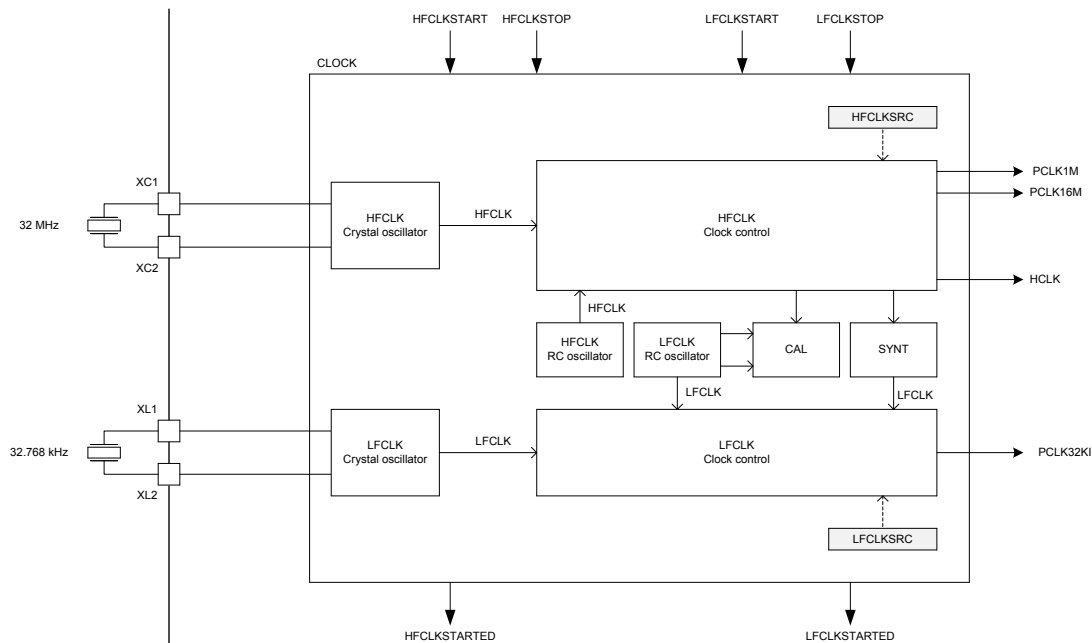 HFCLKSTART
HFCLKSTOP
LFCLKSTART
LFCLKSTOP
CLOCK
HFCLKSRC
XC1
PCLK1M
PCLK16M
32 MHz
HFCLK
Crystal oscillator
HFCLK
HFCLK
Clock control
XC2
HCLK
HFCLK
HFCLK
RC oscillator
LFCLK
RC oscillator
CAL
SYNT
LFCLK
LFCLK
XL1
32.768 kHz
LFCLK
Crystal oscillator
LFCLK
LFCLK
Clock control
PCLK32KI
XL2
LFCLKSRC
HFCLKSTARTED
LFCLKSTARTED